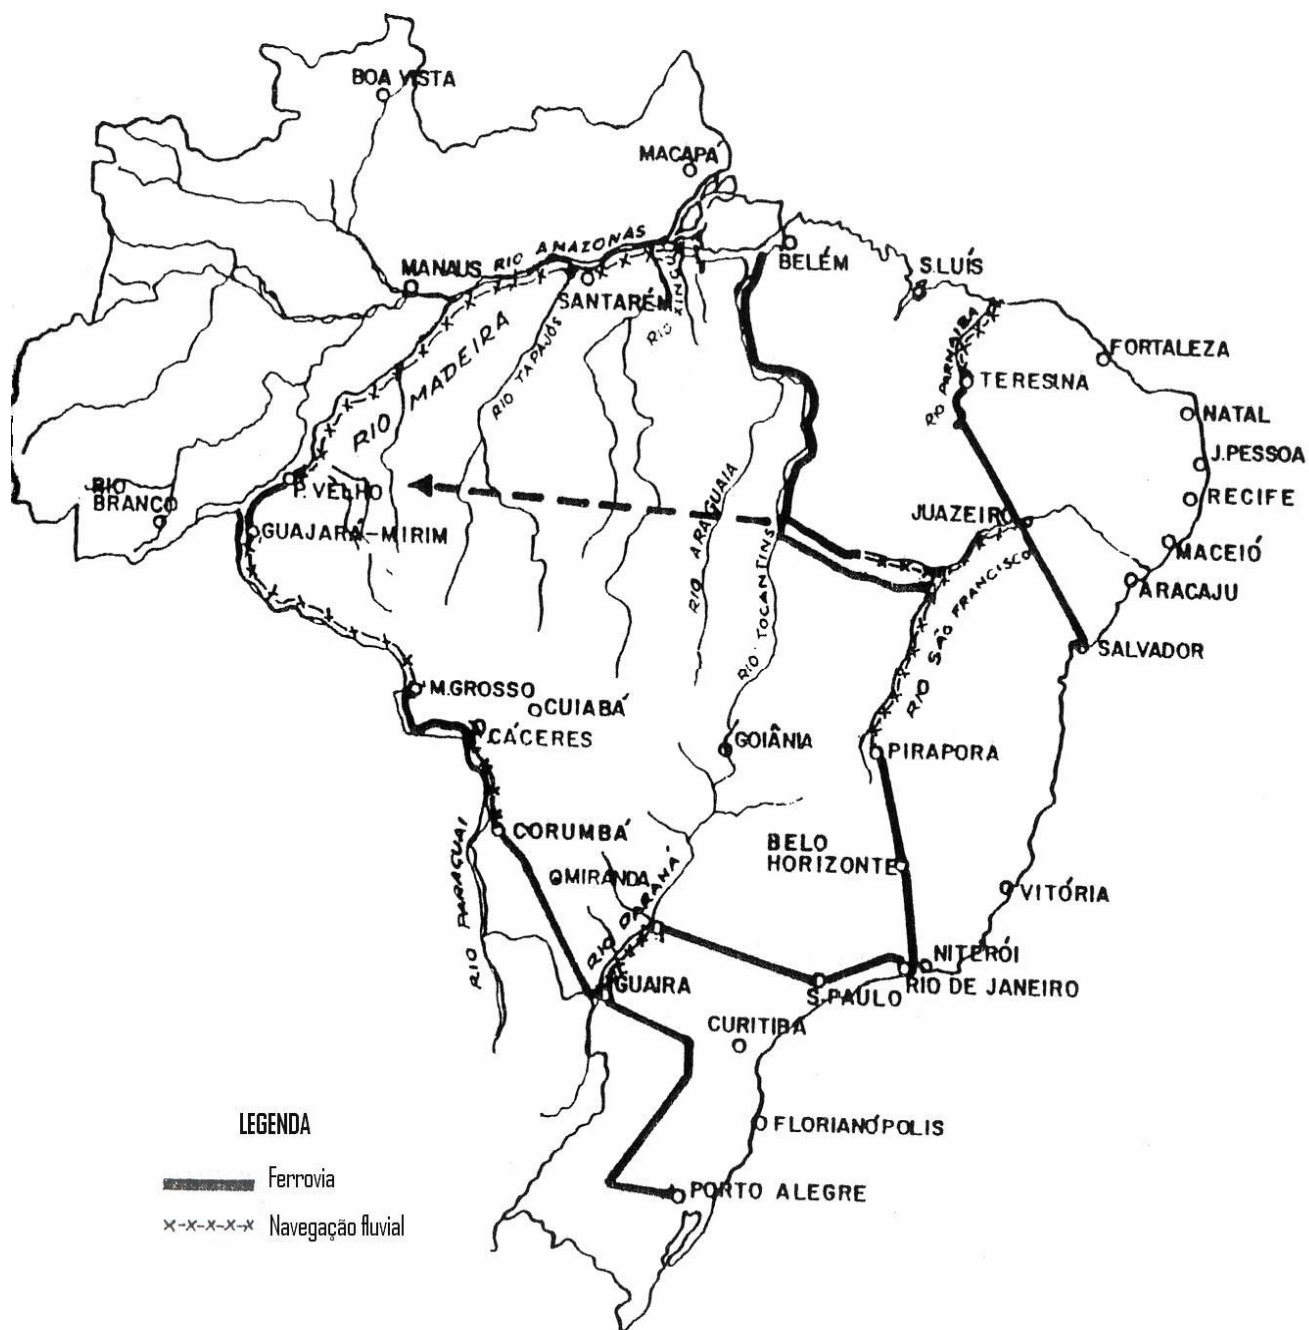 BOA VISTA
MACAPÁ
RIO AMAZONAS
MANAUS
BELÉM
S.LUÍS
SANTARÉM
RIO XINGU
RIO MADEIRA
RIO TAPAJÓS
RIO PARNAIBA
FORTALEZA
TERESINA
NATAL
J.PESSOA
RIO
BRANCO
P. VELHO
RECIFE
JUAZEIRO
GUAJARÁ-MIRIM
RIO ARAGUAIA
MACEIÓ
ARACAJU
RIO TOCANTINS
RIO SÃO FRANCISCO
SALVADOR
M.GROSSO
CUIABÁ
CÁCERES
GOIÂNIA
PIRAPORA
CORUMBÁ
BELO
HORIZONTE
RIO PARAGUAI
MIRANDA
RIO PARANÁ
VITÓRIA
NITERÓI
GUAIRA
S.PAULO
RIO DE JANEIRO
CURITIBA
FLORIANÓPOLIS
PORTO ALEGRE
LEGENDA
Ferrovia
Navegação fluvial